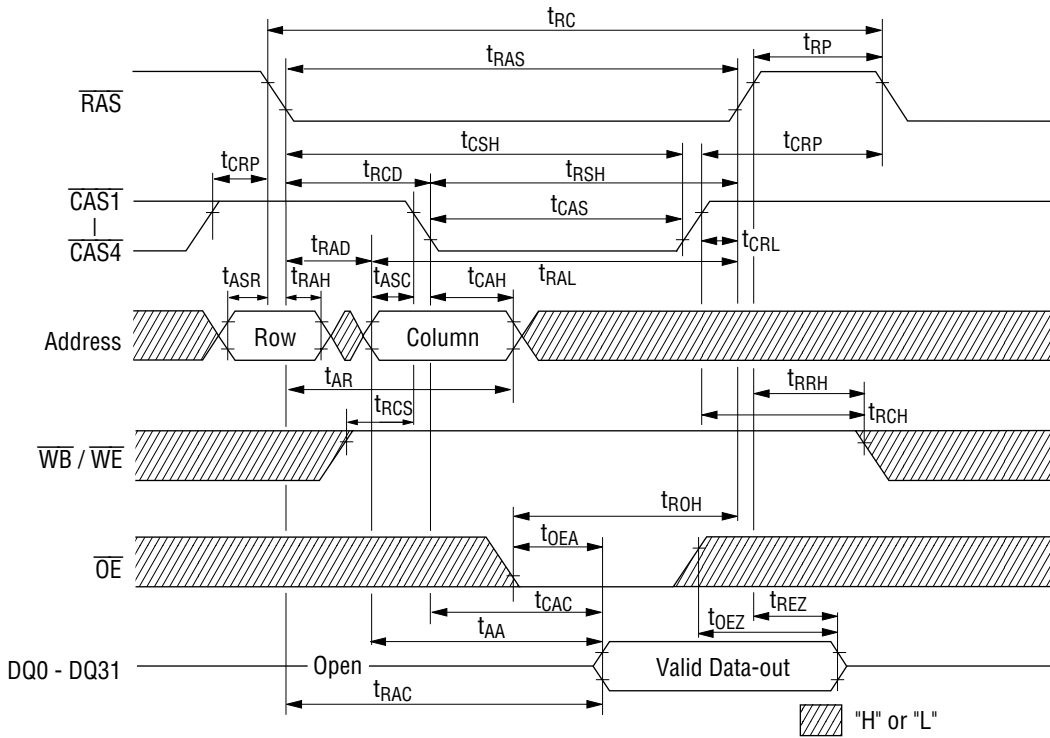 tRC
tRP
tRAS
RAS
tCSH
tCRP
tCRP
tRCD
tRSH
CAS1
CAS4
tCAS
tRAD
tCRL
tASR
tRAH
tASC
tCAH
tRAL
Address
Row
Column
tAR
tRRH
tRCS
tRCH
WB / WE
tROH
tOEA
OE
tCAC
tREZ
tOEZ
tAA
DQ0 - DQ31
Open
Valid Data-out
tRAC
"H" or "L"